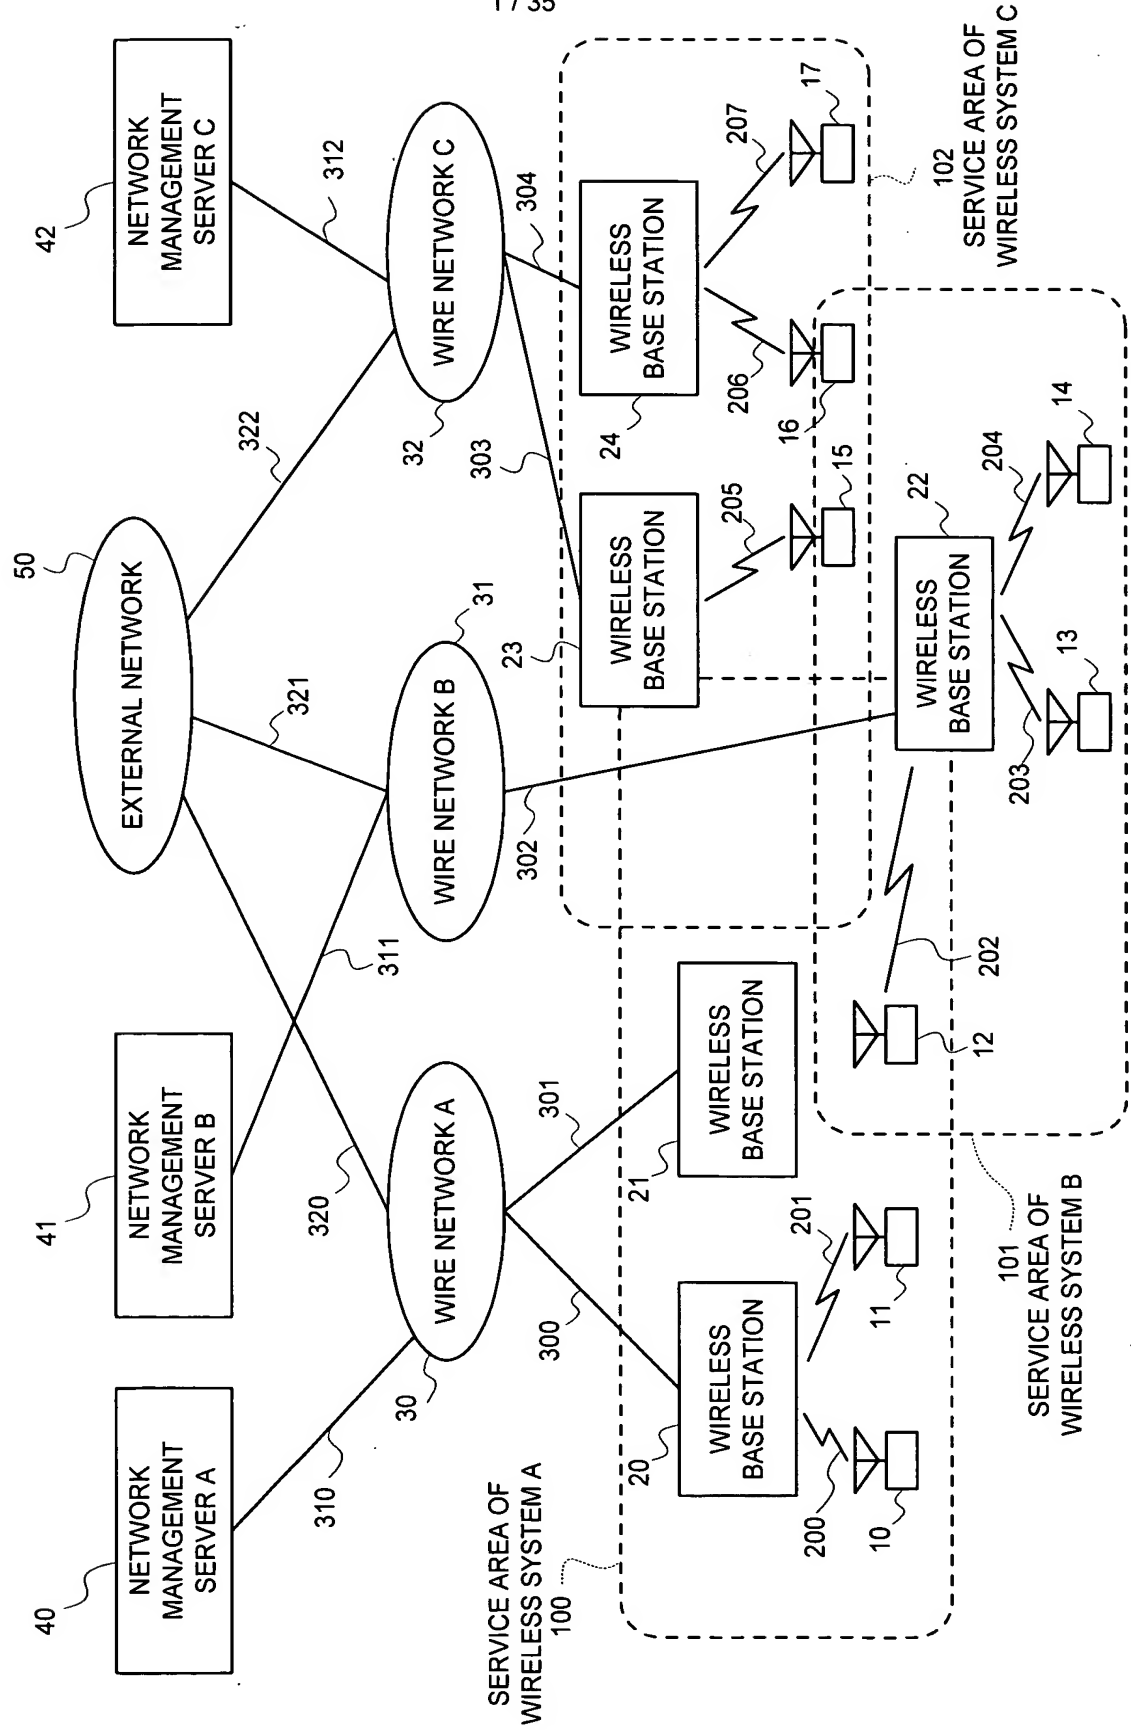 1 / 35
NETWORK
MANAGEMENT
SERVER A
40
NETWORK
MANAGEMENT
SERVER B
41
NETWORK
MANAGEMENT
SERVER C
42
EXTERNAL NETWORK
50
310
320
311
321
322
312
WIRE NETWORK A
30
WIRE NETWORK B
31
WIRE NETWORK C
32
300
301
302
303
304
SERVICE AREA OF
WIRELESS SYSTEM A
100
WIRELESS
BASE STATION
20
WIRELESS
BASE STATION
21
WIRELESS
BASE STATION
23
WIRELESS
BASE STATION
24
200
201
205
206
207
10
11
15
16
17
12
202
WIRELESS
BASE STATION
22
203
204
13
14
101
SERVICE AREA OF
WIRELESS SYSTEM B
102
SERVICE AREA OF
WIRELESS SYSTEM C